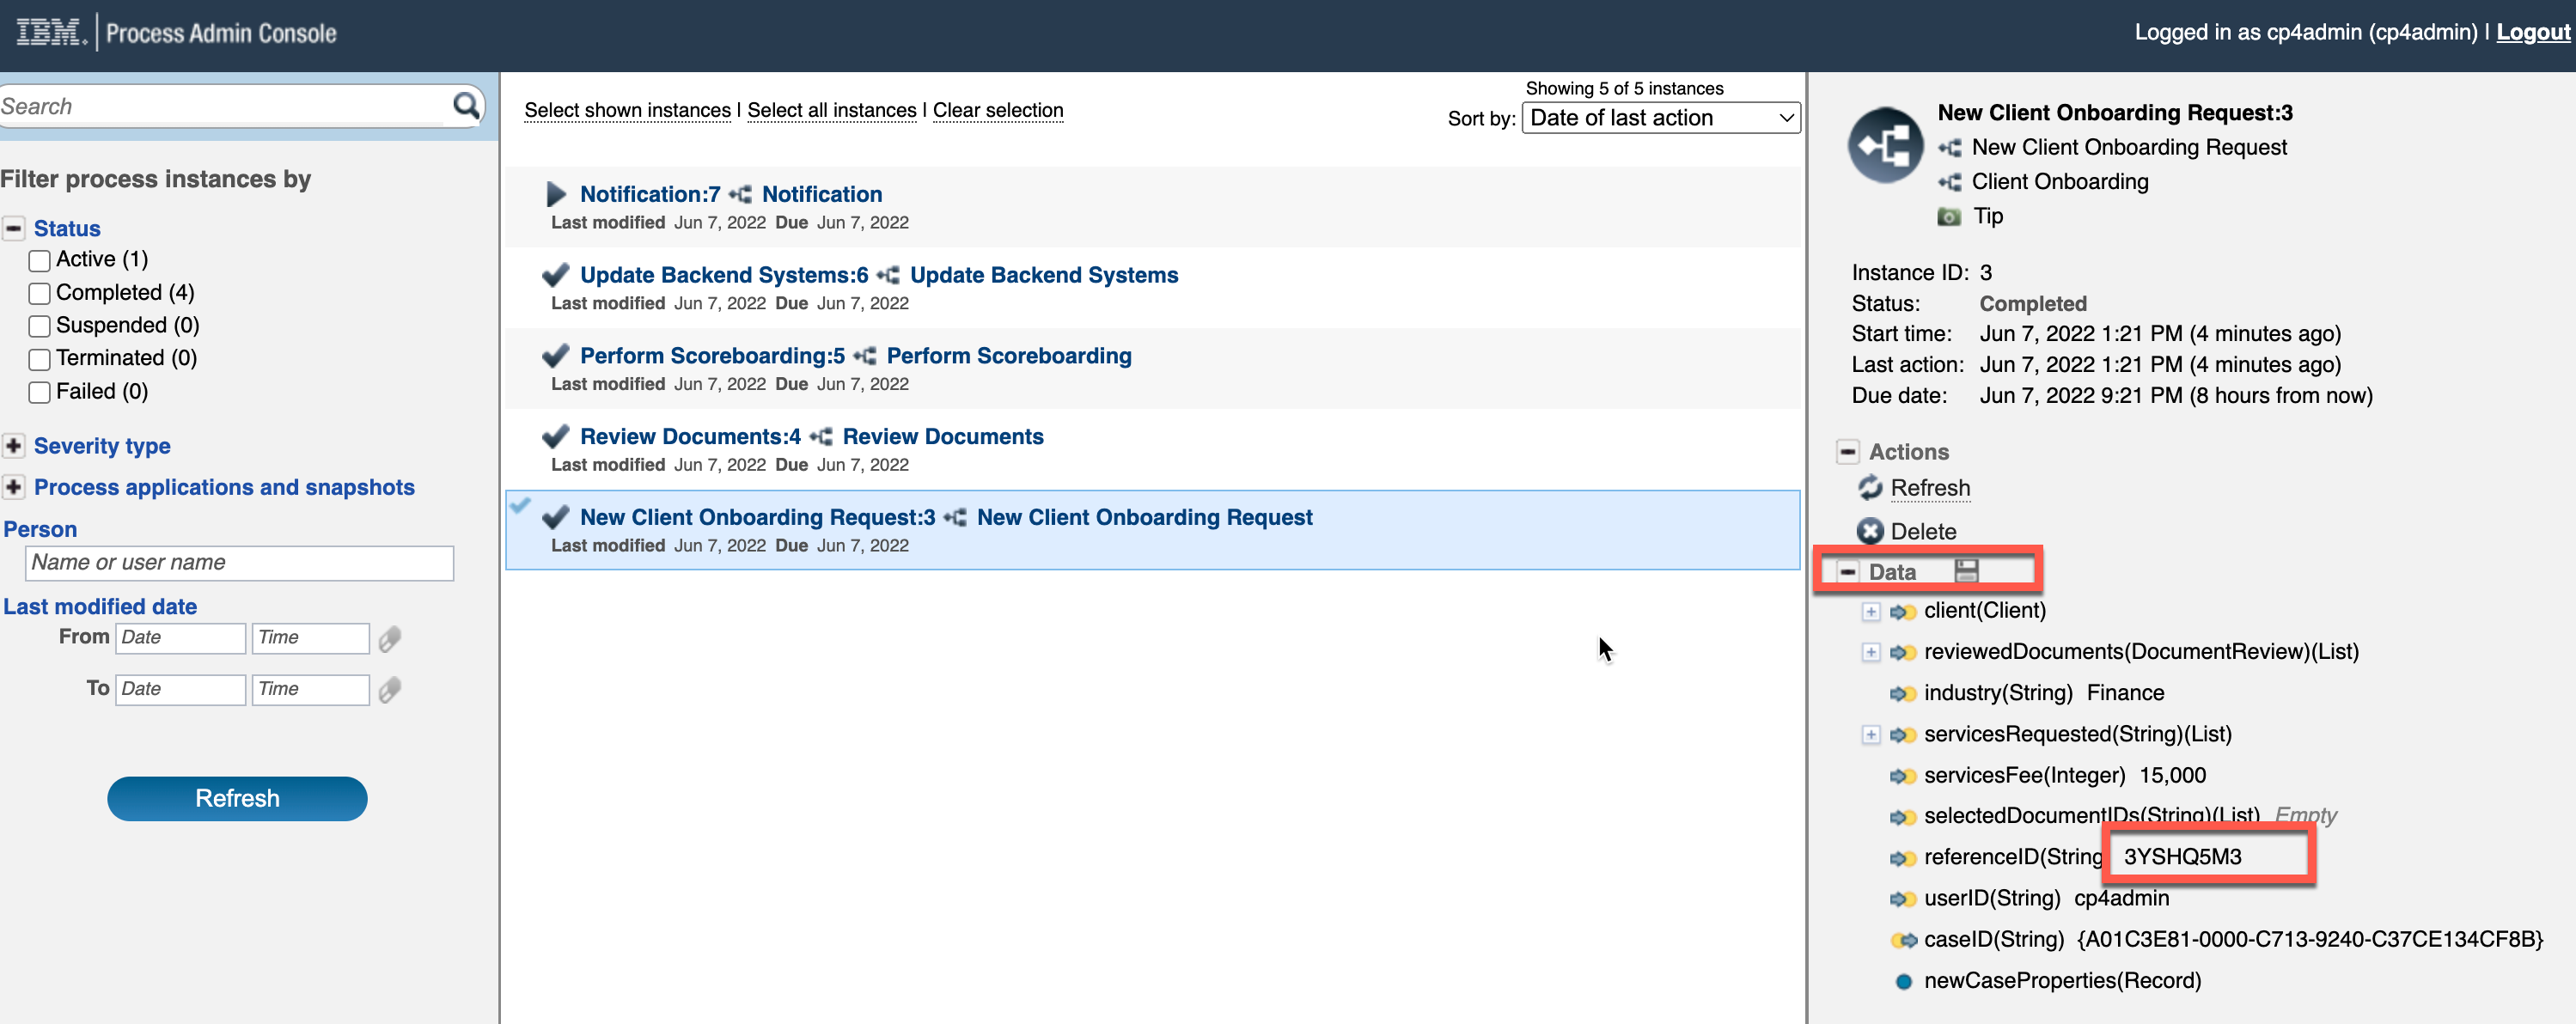 IBM. | Process Admin Console
Logged in as cp4admin (cp4admin) | Logout
Search
Filter process instances by
Status
Active (1)
Completed (4)
Suspended (0)
Terminated (0)
Failed (0)
Severity type
Process applications and snapshots
Person
Name or user name
Last modified date
From Date Time
To Date Time
Refresh
Select shown instances | Select all instances | Clear selection
Showing 5 of 5 instances
Sort by: Date of last action
Notification:7 Notification
Last modified Jun 7, 2022 Due Jun 7, 2022
Update Backend Systems:6 Update Backend Systems
Last modified Jun 7, 2022 Due Jun 7, 2022
Perform Scoreboarding:5 Perform Scoreboarding
Last modified Jun 7, 2022 Due Jun 7, 2022
Review Documents:4 Review Documents
Last modified Jun 7, 2022 Due Jun 7, 2022
New Client Onboarding Request:3 New Client Onboarding Request
Last modified Jun 7, 2022 Due Jun 7, 2022
New Client Onboarding Request:3
New Client Onboarding Request
Client Onboarding
Tip
Instance ID: 3
Status: Completed
Start time: Jun 7, 2022 1:21 PM (4 minutes ago)
Last action: Jun 7, 2022 1:21 PM (4 minutes ago)
Due date: Jun 7, 2022 9:21 PM (8 hours from now)
Actions
Refresh
Delete
Data
client(Client)
reviewedDocuments(DocumentReview)(List)
industry(String) Finance
servicesRequested(String)(List)
servicesFee(Integer) 15,000
selectedDocumentIDs(String)(List) Empty
referenceID(String 3YSHQ5M3
userID(String) cp4admin
caseID(String) {A01C3E81-0000-C713-9240-C37CE134CF8B}
newCaseProperties(Record)